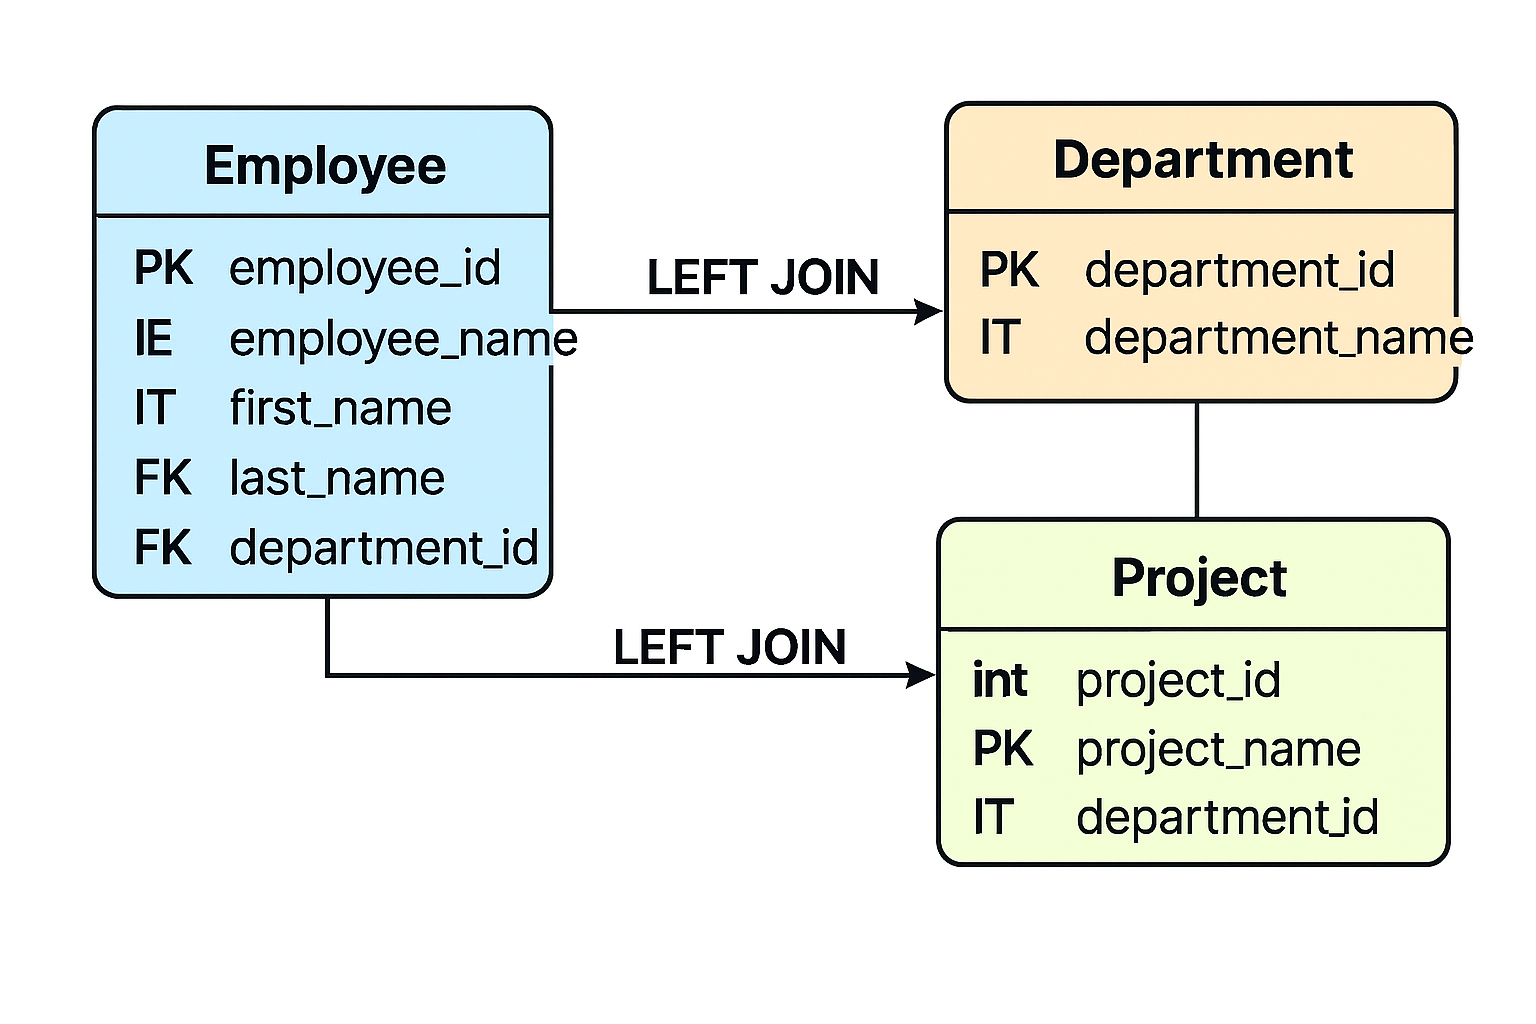 Employee
PK employee_id
IE employee_name
IT first_name
FK last_name
FK department_id
LEFT JOIN
Department
PK department_id
IT department_name
LEFT JOIN
Project
int project_id
PK project_name
IT department_id